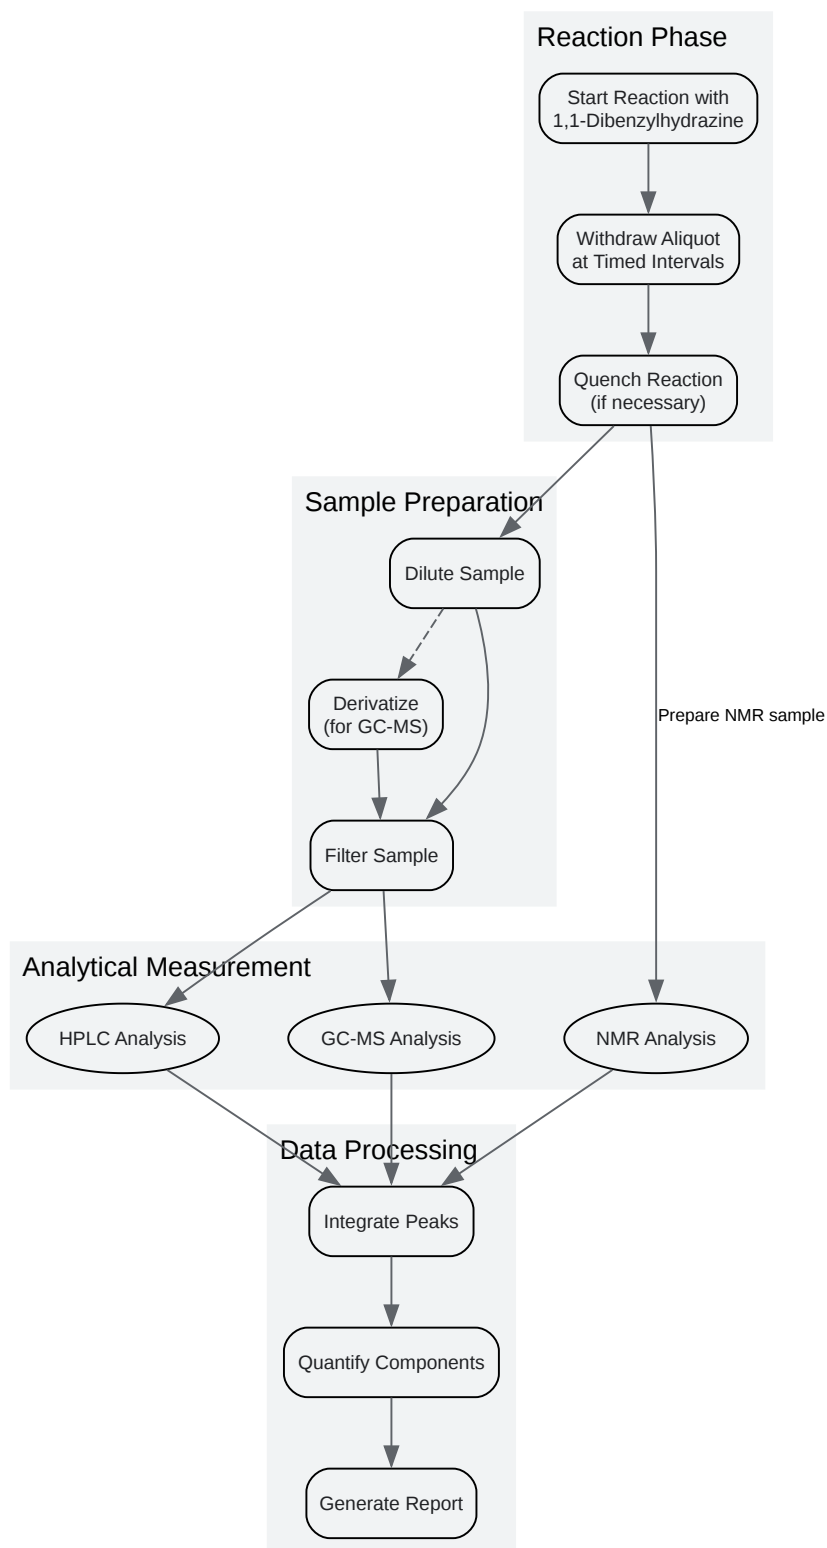 Reaction Phase
Start Reaction with
1,1-Dibenzylhydrazine
Withdraw Aliquot
at Timed Intervals
Quench Reaction
(if necessary)
Sample Preparation
Dilute Sample
Derivatize
(for GC-MS)
Prepare NMR sample
Filter Sample
Analytical Measurement
HPLC Analysis
GC-MS Analysis
NMR Analysis
Data Processing
Integrate Peaks
Quantify Components
Generate Report